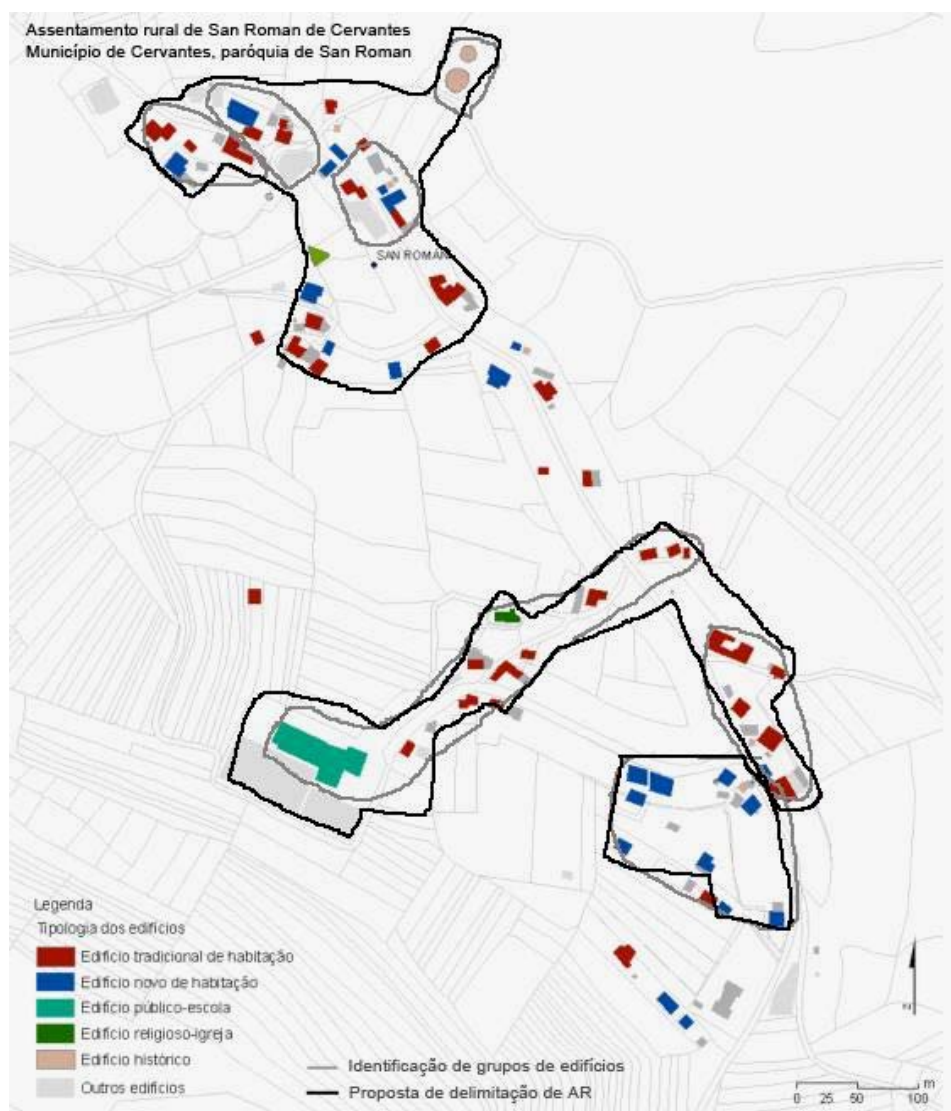 Assentamento rural de San Roman de Cervantes
Município de Cervantes, paróquia de San Roman
SAN ROMÁN
Legenda
Tipologia dos edifícios
Edifício tradicional de habitação
Edifício novo de habitação
Edifício público-escola
Edifício religioso-igreja
Edifício histórico
Outros edifícios
Identificação de grupos de edifícios
Proposta de delimitação de AR
N
m
0 25 50 100